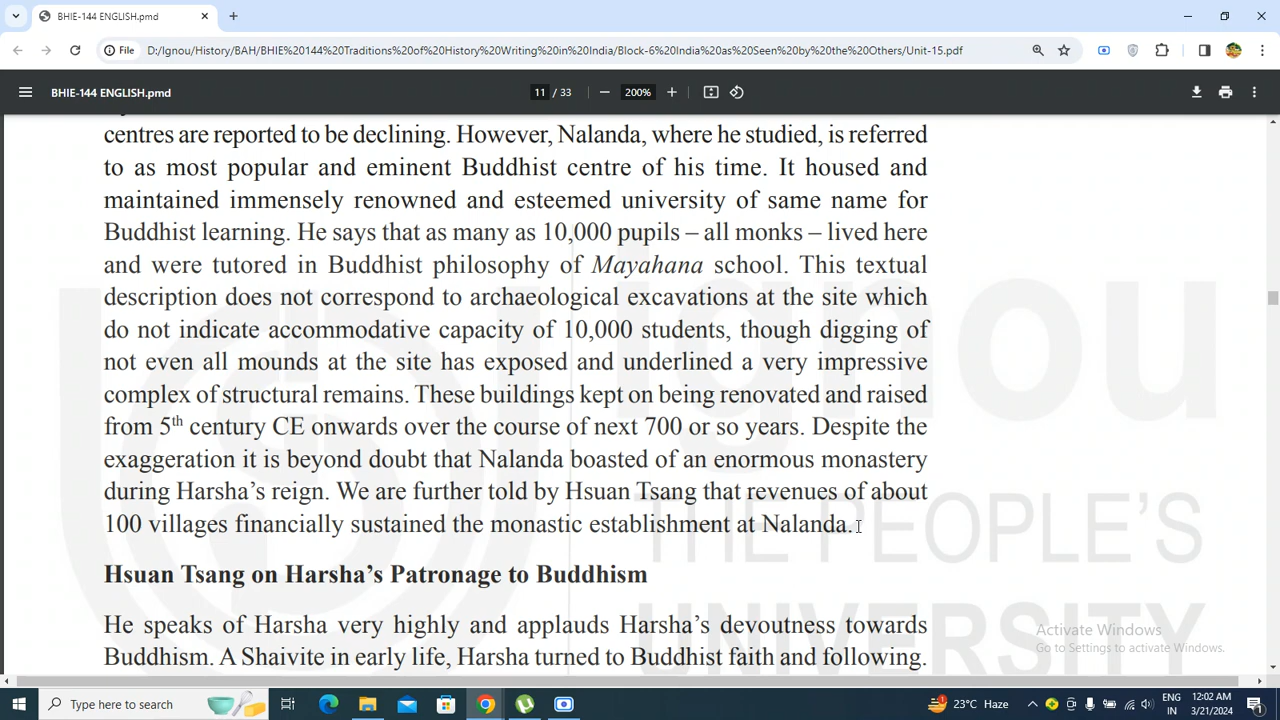 BHIE-144 ENGLISH.pmd
File D:/Ignou/History/BAH/BHIE%20144%20Traditions%20of%20History%20Writing%20in%20India/Block-6%20India%20as%20Seen%20by%20the%20Others/Unit-15.pdf
BHIE-144 ENGLISH.pmd 11 / 33 200%
centres are reported to be declining. However, Nalanda, where he studied, is referred
to as most popular and eminent Buddhist centre of his time. It housed and
maintained immensely renowned and esteemed university of same name for
Buddhist learning. He says that as many as 10,000 pupils – all monks – lived here
and were tutored in Buddhist philosophy of Mayahana school. This textual
description does not correspond to archaeological excavations at the site which
do not indicate accommodative capacity of 10,000 students, though digging of
not even all mounds at the site has exposed and underlined a very impressive
complex of structural remains. These buildings kept on being renovated and raised
from 5th century CE onwards over the course of next 700 or so years. Despite the
exaggeration it is beyond doubt that Nalanda boasted of an enormous monastery
during Harsha's reign. We are further told by Hsuan Tsang that revenues of about
100 villages financially sustained the monastic establishment at Nalanda.
Hsuan Tsang on Harsha's Patronage to Buddhism
He speaks of Harsha very highly and applauds Harsha's devoutness towards
Buddhism. A Shaivite in early life, Harsha turned to Buddhist faith and following.
ignou
THE PEOPLE'S
UNIVERSITY
Activate Windows
Go to Settings to activate Windows.
Type here to search
23°C Haze
ENG
IN
12:02 AM
3/21/2024
1